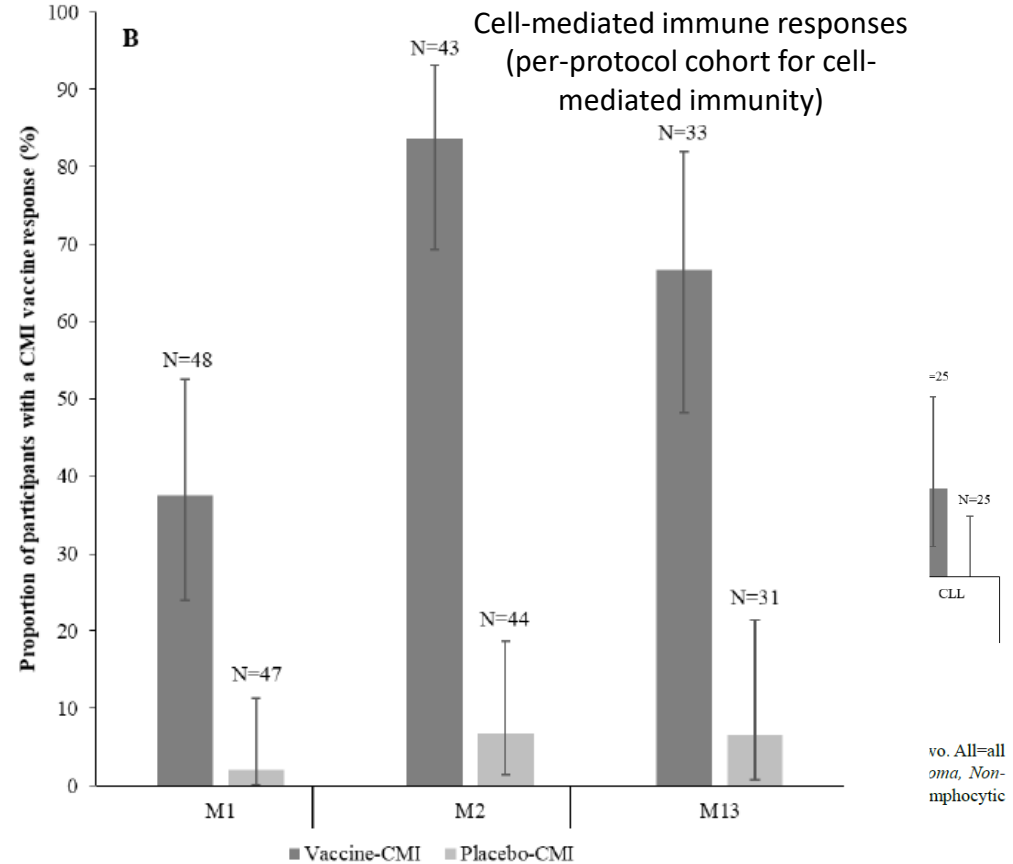 B
Cell-mediated immune responses
(per-protocol cohort for cell-
mediated immunity)
Proportion of participants with a CMI vaccine response (%)
100
90
80
70
60
50
40
30
20
10
0
N=48
N=47
N=43
N=44
N=33
N=31
M1
M2
M13
Vaccine-CMI
Placebo-CMI
=25
N=25
CLL
vo. All=all
oma, Non-
mphocytic